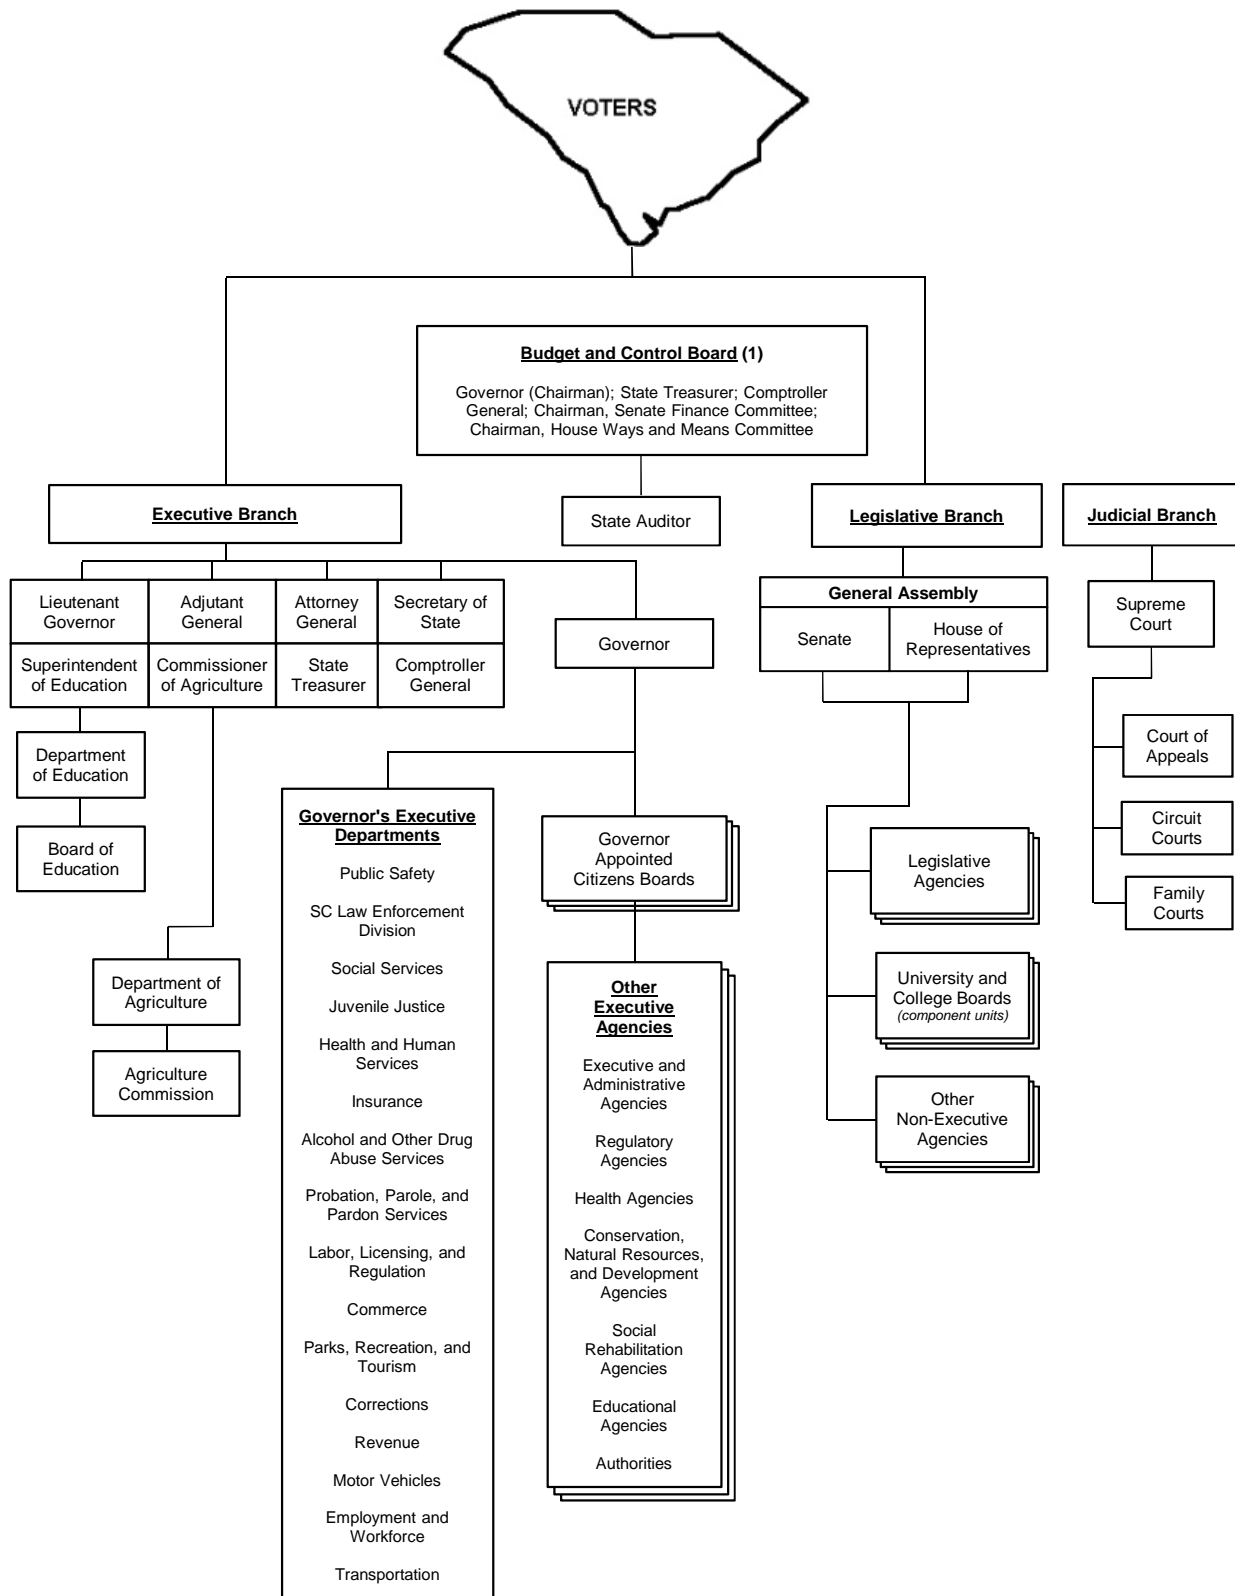 VOTERS
Budget and Control Board (1)
Governor (Chairman); State Treasurer; Comptroller
General; Chairman, Senate Finance Committee;
Chairman, House Ways and Means Committee
Executive Branch
State Auditor
Legislative Branch
Judicial Branch
Lieutenant
Governor
Adjutant
General
Attorney
General
Secretary of
State
Superintendent
of Education
Commissioner
of Agriculture
State
Treasurer
Comptroller
General
Governor
General Assembly
Senate
House of
Representatives
Supreme
Court
Department
of Education
Board of
Education
Department of
Agriculture
Agriculture
Commission
Governor's Executive
Departments
Public Safety
SC Law Enforcement
Division
Social Services
Juvenile Justice
Health and Human
Services
Insurance
Alcohol and Other Drug
Abuse Services
Probation, Parole, and
Pardon Services
Labor, Licensing, and
Regulation
Commerce
Parks, Recreation, and
Tourism
Corrections
Revenue
Motor Vehicles
Employment and
Workforce
Transportation
Governor
Appointed
Citizens Boards
Other
Executive
Agencies
Executive and
Administrative
Agencies
Regulatory
Agencies
Health Agencies
Conservation,
Natural Resources,
and Development
Agencies
Social
Rehabilitation
Agencies
Educational
Agencies
Authorities
Legislative
Agencies
University and
College Boards
(component units)
Other
Non-Executive
Agencies
Court of
Appeals
Circuit
Courts
Family
Courts